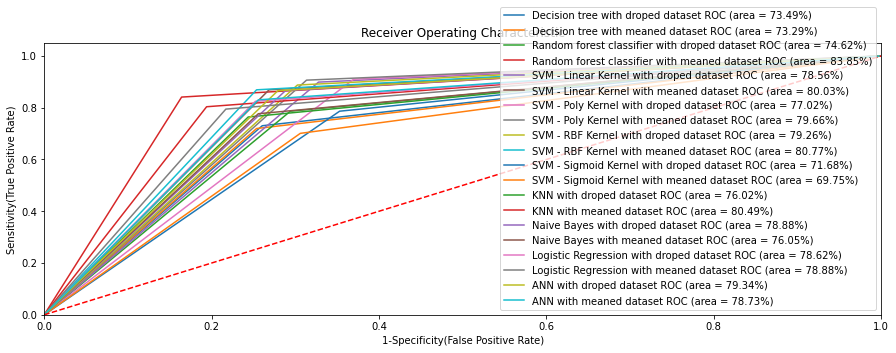 Receiver Operating Characteristic
Decision tree with droped dataset ROC (area = 73.49%)
Decision tree with meaned dataset ROC (area = 73.29%)
Random forest classifier with droped dataset ROC (area = 74.62%)
Random forest classifier with meaned dataset ROC (area = 83.85%)
SVM - Linear Kernel with droped dataset ROC (area = 78.56%)
SVM - Linear Kernel with meaned dataset ROC (area = 80.03%)
SVM - Poly Kernel with droped dataset ROC (area = 77.02%)
SVM - Poly Kernel with meaned dataset ROC (area = 79.66%)
SVM - RBF Kernel with droped dataset ROC (area = 79.26%)
SVM - RBF Kernel with meaned dataset ROC (area = 80.77%)
SVM - Sigmoid Kernel with droped dataset ROC (area = 71.68%)
SVM - Sigmoid Kernel with meaned dataset ROC (area = 69.75%)
KNN with droped dataset ROC (area = 76.02%)
KNN with meaned dataset ROC (area = 80.49%)
Naive Bayes with droped dataset ROC (area = 78.88%)
Naive Bayes with meaned dataset ROC (area = 76.05%)
Logistic Regression with droped dataset ROC (area = 78.62%)
Logistic Regression with meaned dataset ROC (area = 78.88%)
ANN with droped dataset ROC (area = 79.34%)
ANN with meaned dataset ROC (area = 78.73%)
Sensitivity(True Positive Rate)
1.0
0.8
0.6
0.4
0.2
0.0
0.0 0.2 0.4 0.6 0.8 1.0
1-Specificity(False Positive Rate)